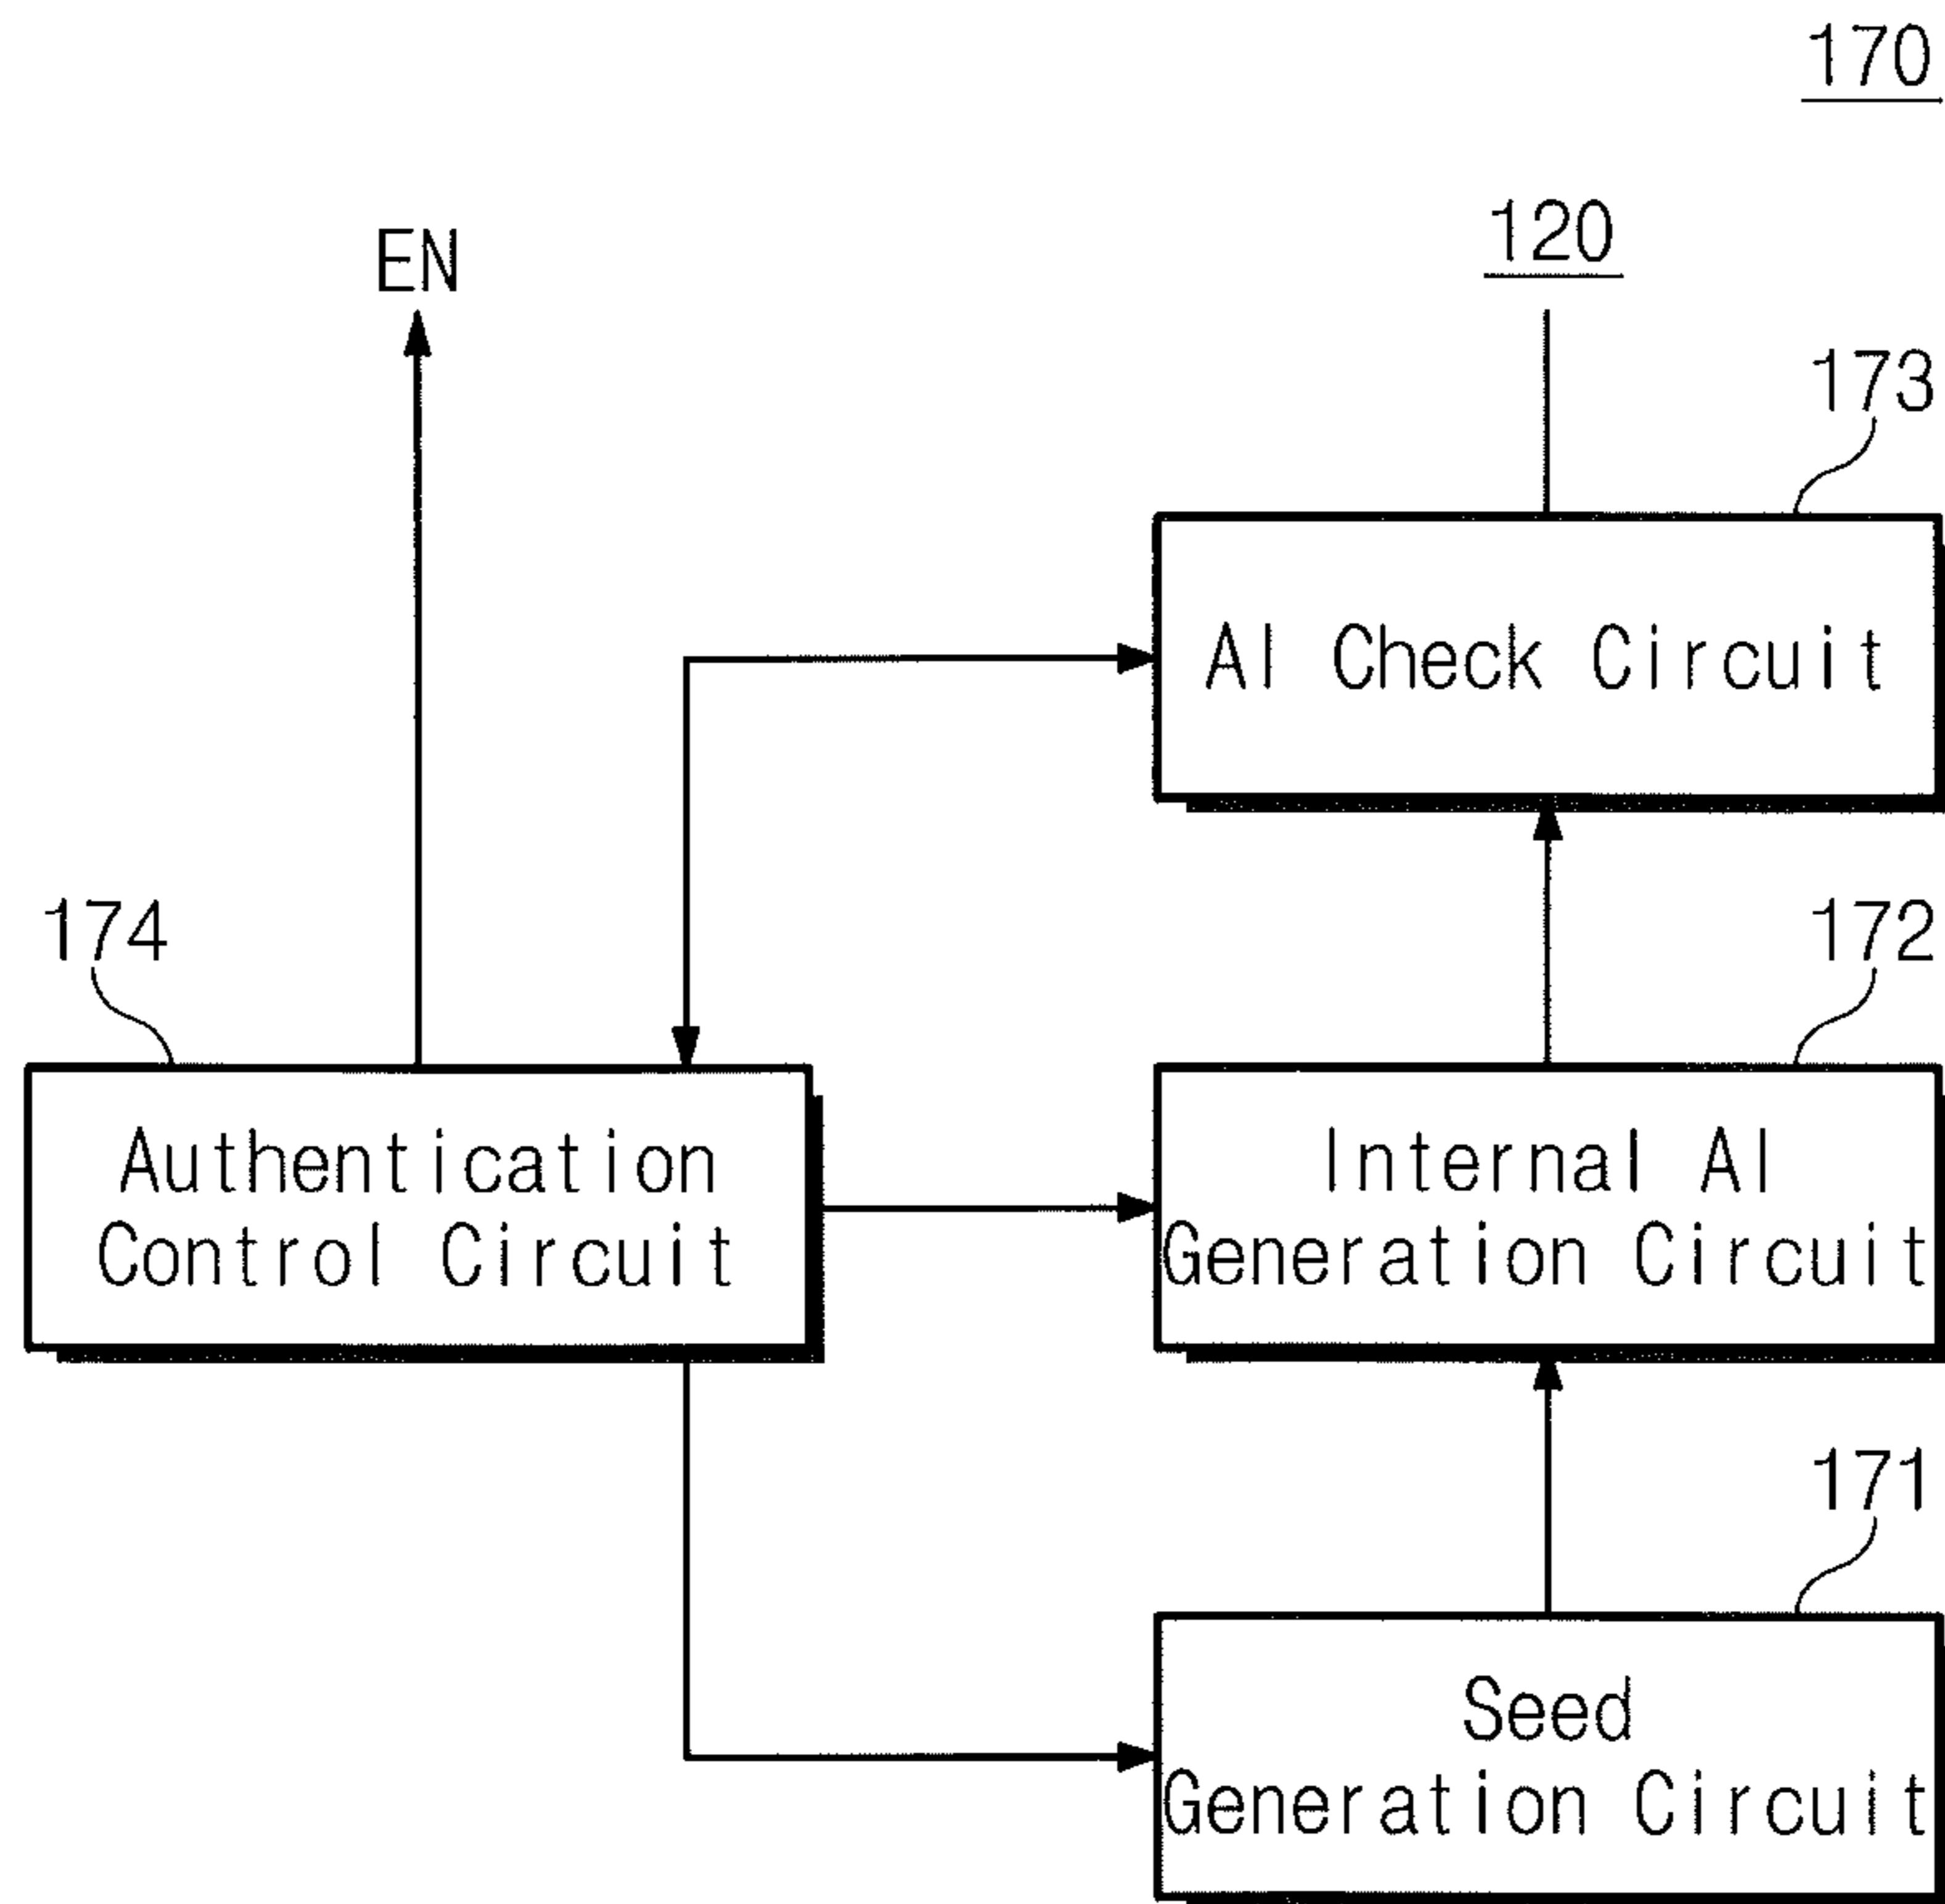 170
EN
120
173
AI Check Circuit
174
172
Authentication
Control Circuit
Internal AI
Generation Circuit
171
Seed
Generation Circuit